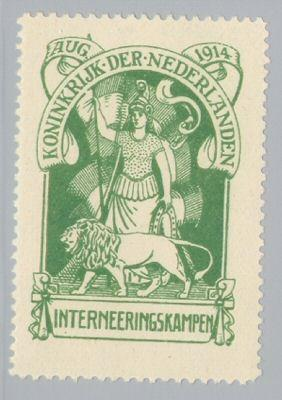 AUG. 1914
KONINKRIJK·DER·NEDERLANDEN
INTERNEERINGSKAMPEN